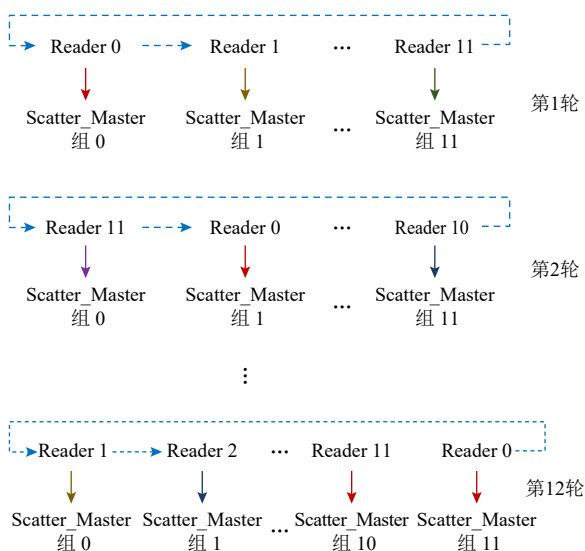 Reader 0 Reader 1 ... Reader 11
Scatter_Master Scatter_Master ... Scatter_Master 第1轮
组 0 组 1 组 11
Reader 11 Reader 0 ... Reader 10
Scatter_Master Scatter_Master ... Scatter_Master 第2轮
组 0 组 1 组 11
⋮
Reader 1 Reader 2 ... Reader 11 Reader 0
第12轮
Scatter_Master Scatter_Master ... Scatter_Master Scatter_Master
组 0 组 1 组 10 组 11